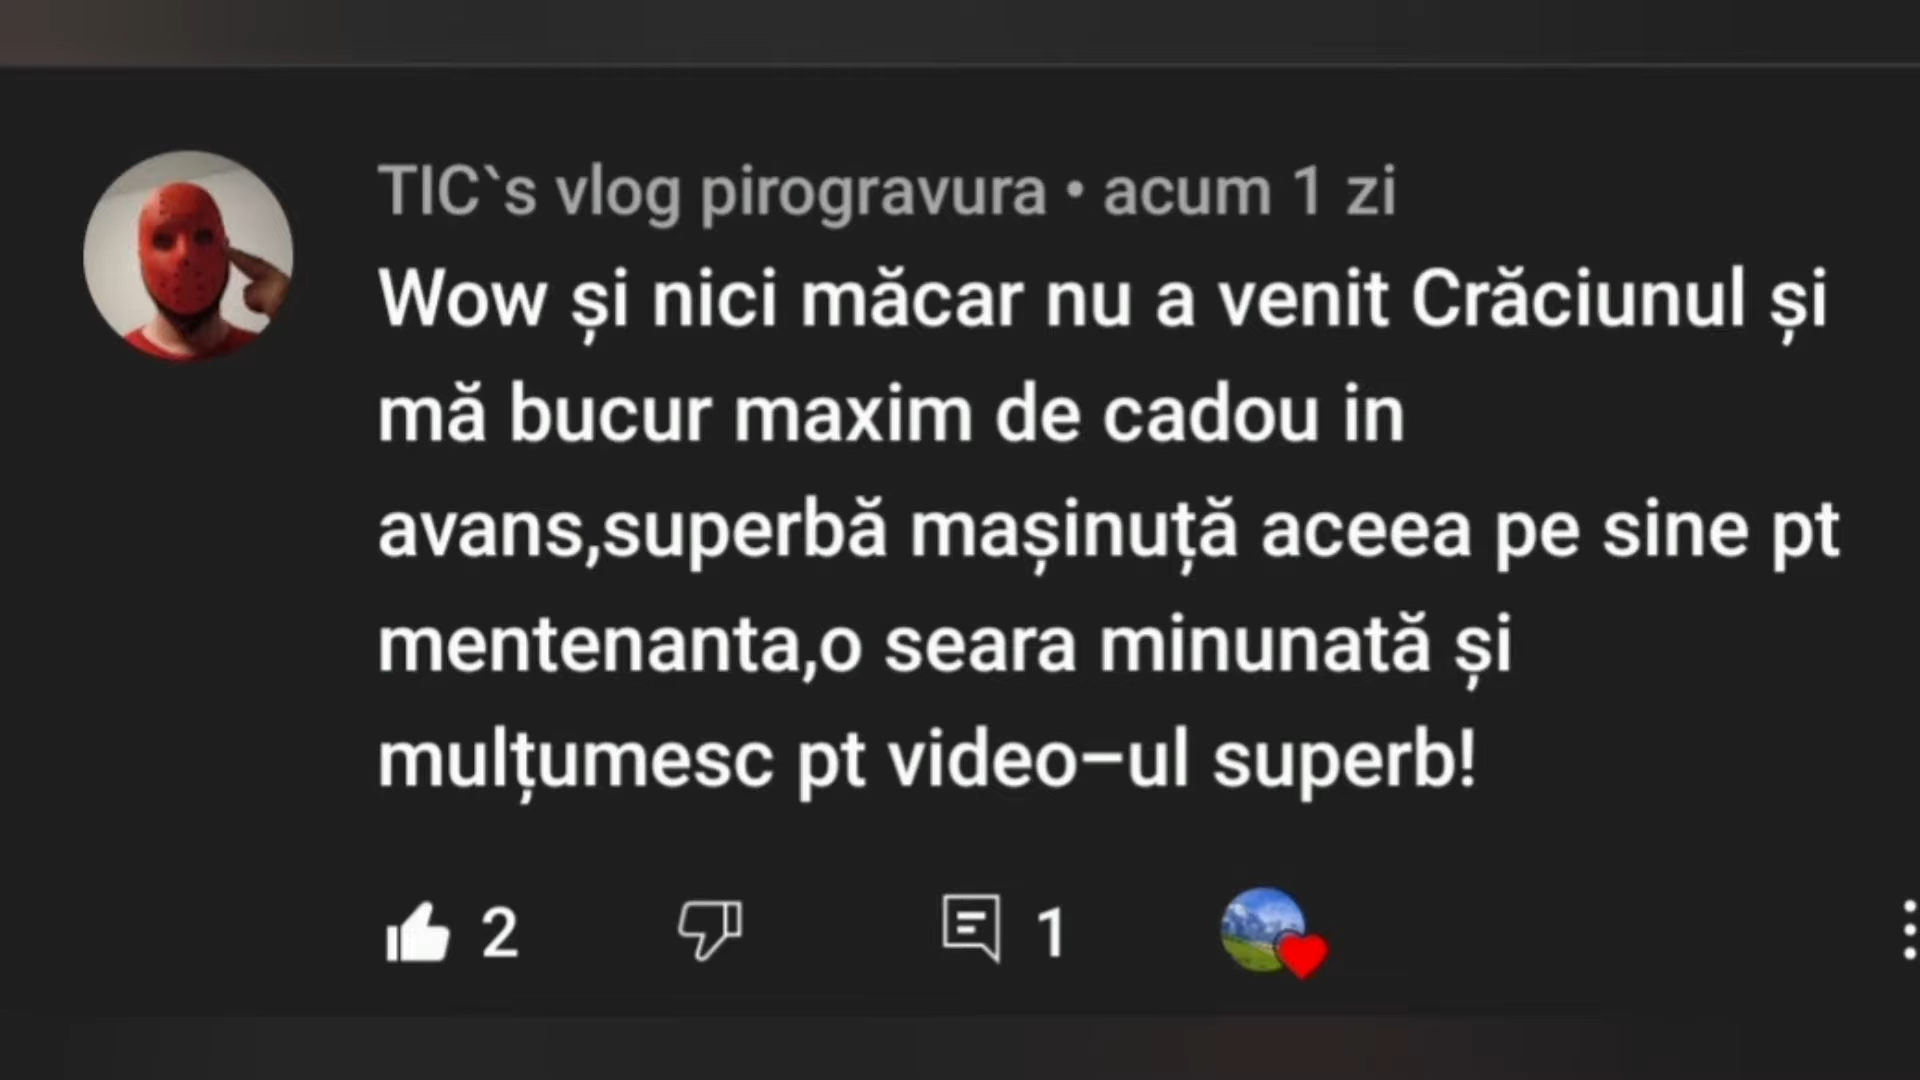 TIC`s vlog pirogravura • acum 1 zi
Wow și nici măcar nu a venit Crăciunul și
mă bucur maxim de cadou in
avans,superbă mașinuță aceea pe sine pt
mentenanta,o seara minunată și
mulțumesc pt video–ul superb!
2 1